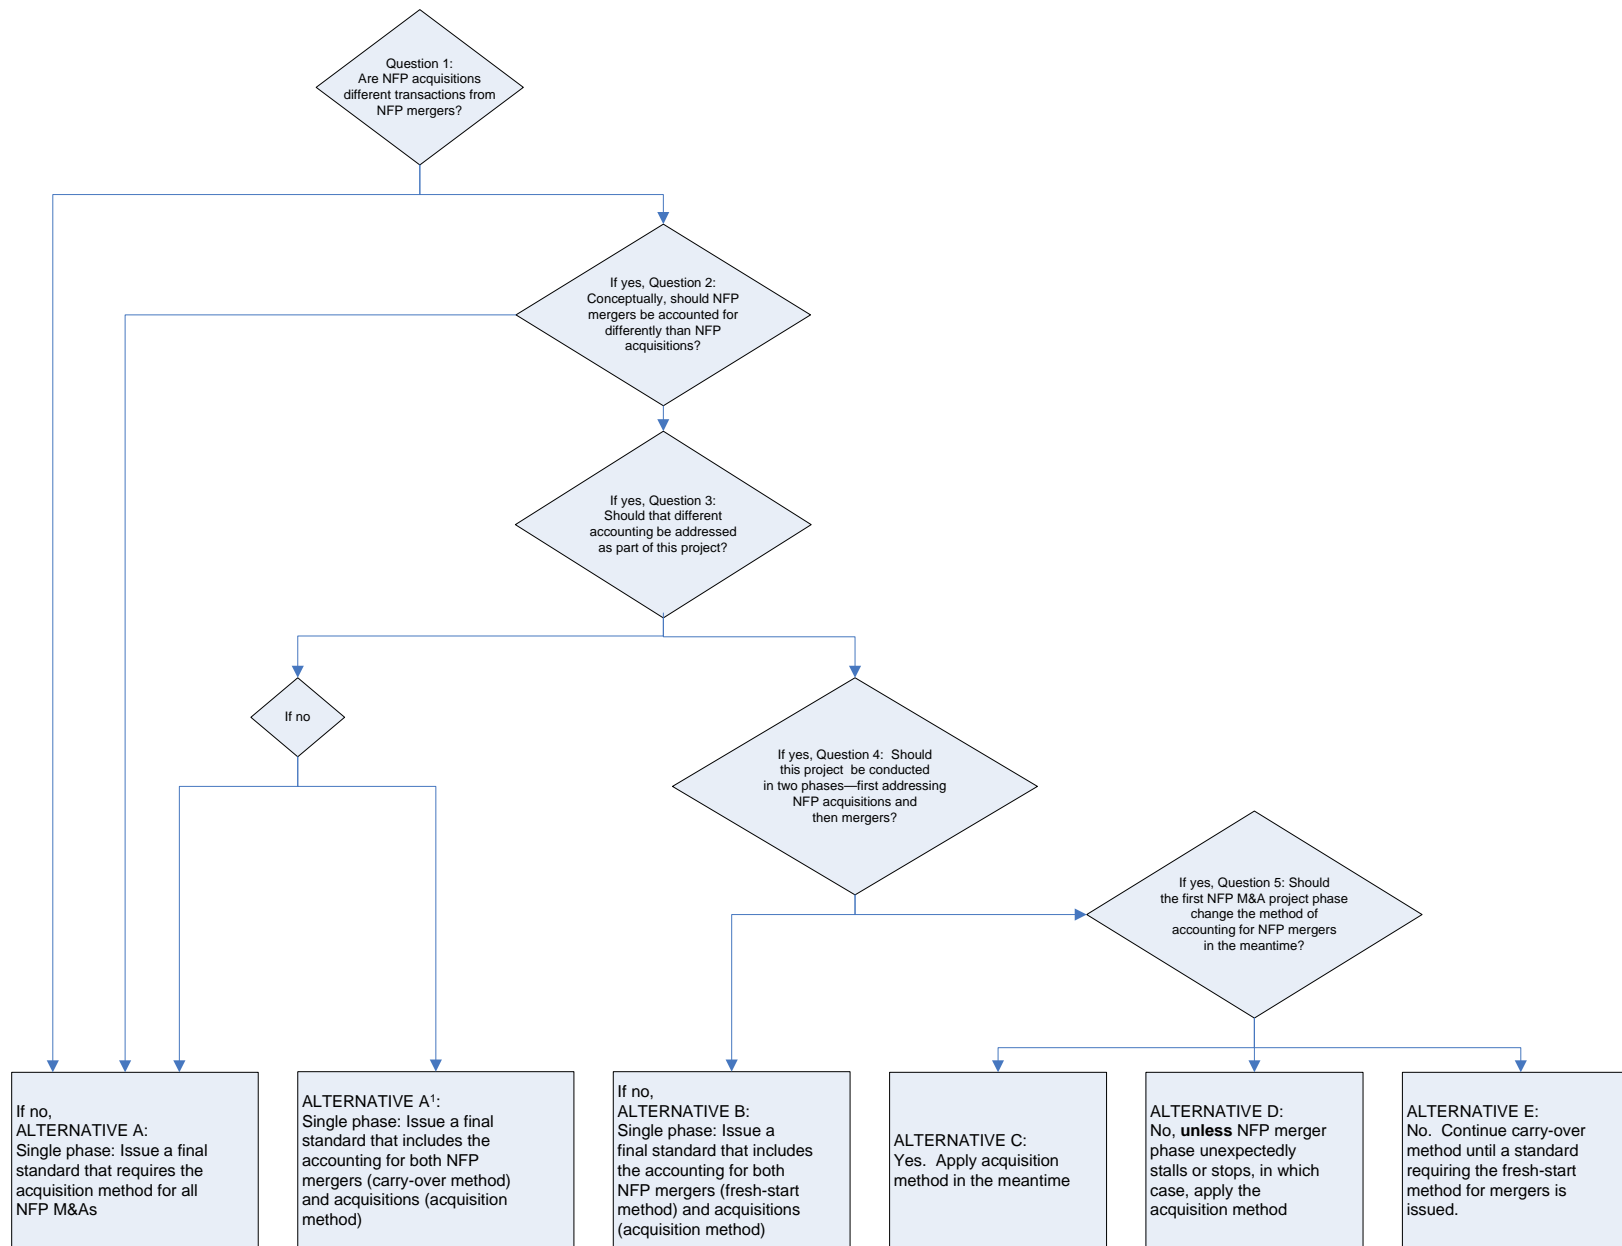 Question 1:
Are NFP acquisitions
different transactions from
NFP mergers?
If yes, Question 2:
Conceptually, should NFP
mergers be accounted for
differently than NFP
acquisitions?
If yes, Question 3:
Should that different
accounting be addressed
as part of this project?
If no
If yes, Question 4:  Should
this project  be conducted
in two phases—first addressing
NFP acquisitions and
then mergers?
If yes, Question 5: Should
the first NFP M&A project phase
change the method of
accounting for NFP mergers
in the meantime?
If no,
ALTERNATIVE A:
Single phase: Issue a final
standard that requires the
acquisition method for all
NFP M&As
ALTERNATIVE A¹:
Single phase: Issue a final
standard that includes the
accounting for both NFP
mergers (carry-over method)
and acquisitions (acquisition
method)
If no,
ALTERNATIVE B:
Single phase: Issue a
final standard that includes
the accounting for both
NFP mergers (fresh-start
method) and acquisitions
(acquisition method)
ALTERNATIVE C:
Yes.  Apply acquisition
method in the meantime
ALTERNATIVE D:
No, unless NFP merger
phase unexpectedly
stalls or stops, in which
case, apply the
acquisition method
ALTERNATIVE E:
No.  Continue carry-over
method until a standard
requiring the fresh-start
method for mergers is
issued.